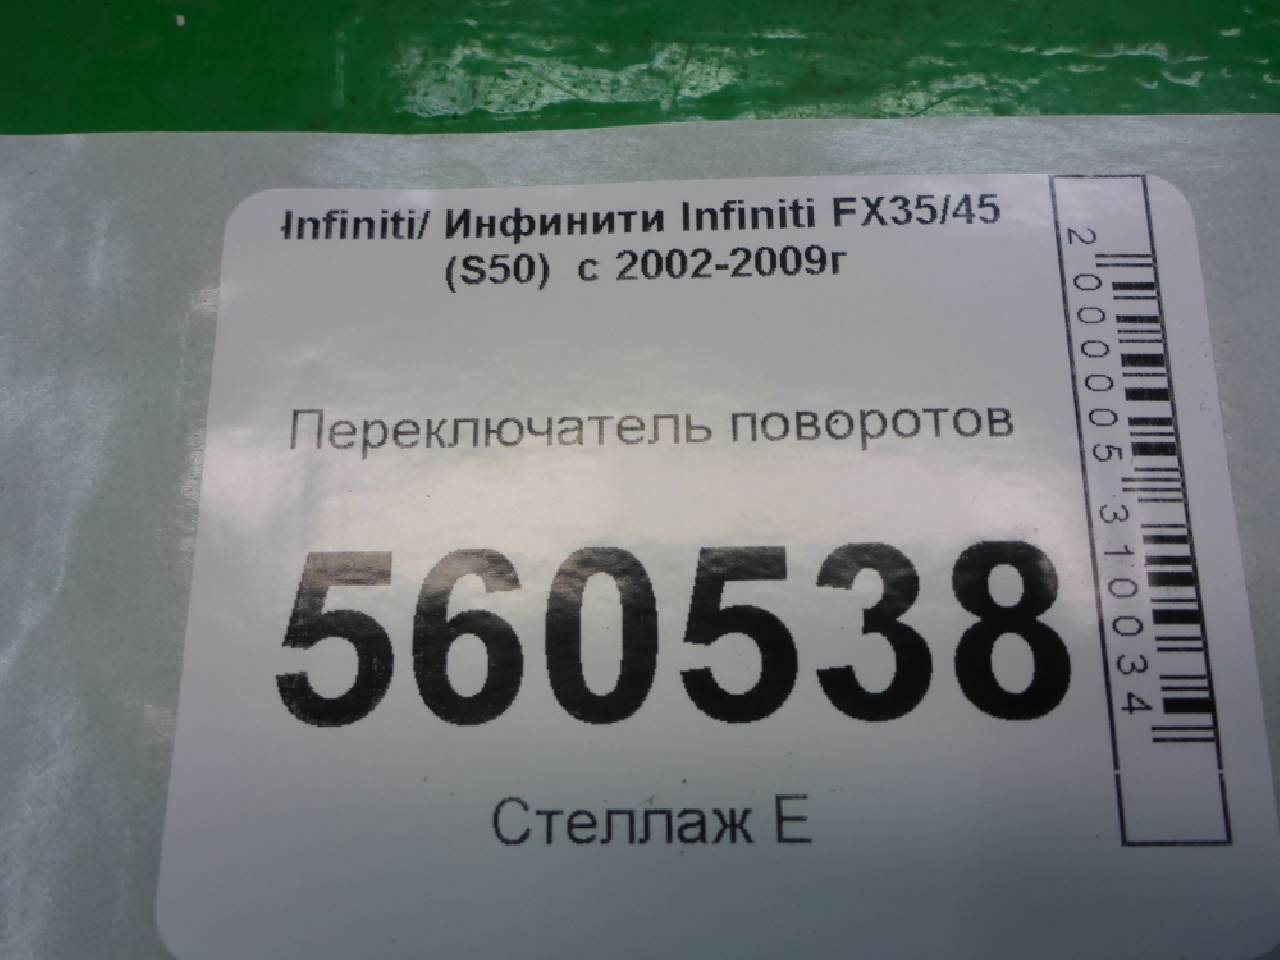 Infiniti/ Инфинити Infiniti FX35/45
(S50) с 2002-2009г
Переключатель поворотов
560538
Стеллаж Е
2000005310034